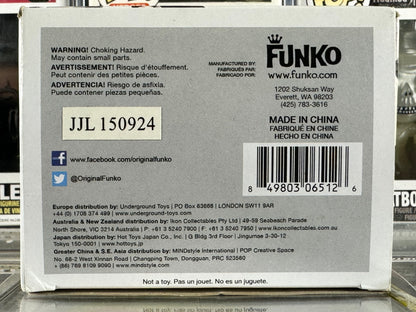 WARNING! Choking Hazard.
May contain small parts.
AVERTISSEMENT! Risque d'étouffement.
Peut contenir des petites pièces.
ADVERTENCIA! Riesgo de asfixia.
Puede contener piezas pequeñas.
MANUFACTURED BY:
FABRIQUÉ PAR:
FABRICADO POR:
FUNKO
www.funko.com
1202 Shuksan Way
Everett, WA 98203
(425) 783-3616
MADE IN CHINA
FABRIQUÉ EN CHINE
HECHO EN CHINA
JJL 150924
www.facebook.com/originalfunko
@OriginalFunko
8 49803 06512 6
Europe distribution by: Underground Toys | PO Box 63666 | LONDON SW11 9AR
+44 (0) 1708 374 489 | www.underground-toys.com
Australia & New Zealand distribution by: Ikon Collectables Pty Ltd | 49-59 Seabeach Parade
North Shore, VIC 3214 Australia | P: +61 3 5240 7900 | F: +61 3 5240 7999 | www.ikoncollectables.com.au
Japan distribution by: Hot Toys Japan Co., Inc. | G Bldg 3rd Floor | Jingumae 3-30-12
Tokyo 150-0001 | www.hottoys.jp
Greater China & S.E. Asia distribution by: MINDstyle international | POP Creative Space
No. 68-2 West Xinnan Road | Changping Town, Dongguan, PRC 523560
+ (86) 769 8109 9090 | www.mindstyle.com
Not a toy. Pas un jouet. No es un juguete.